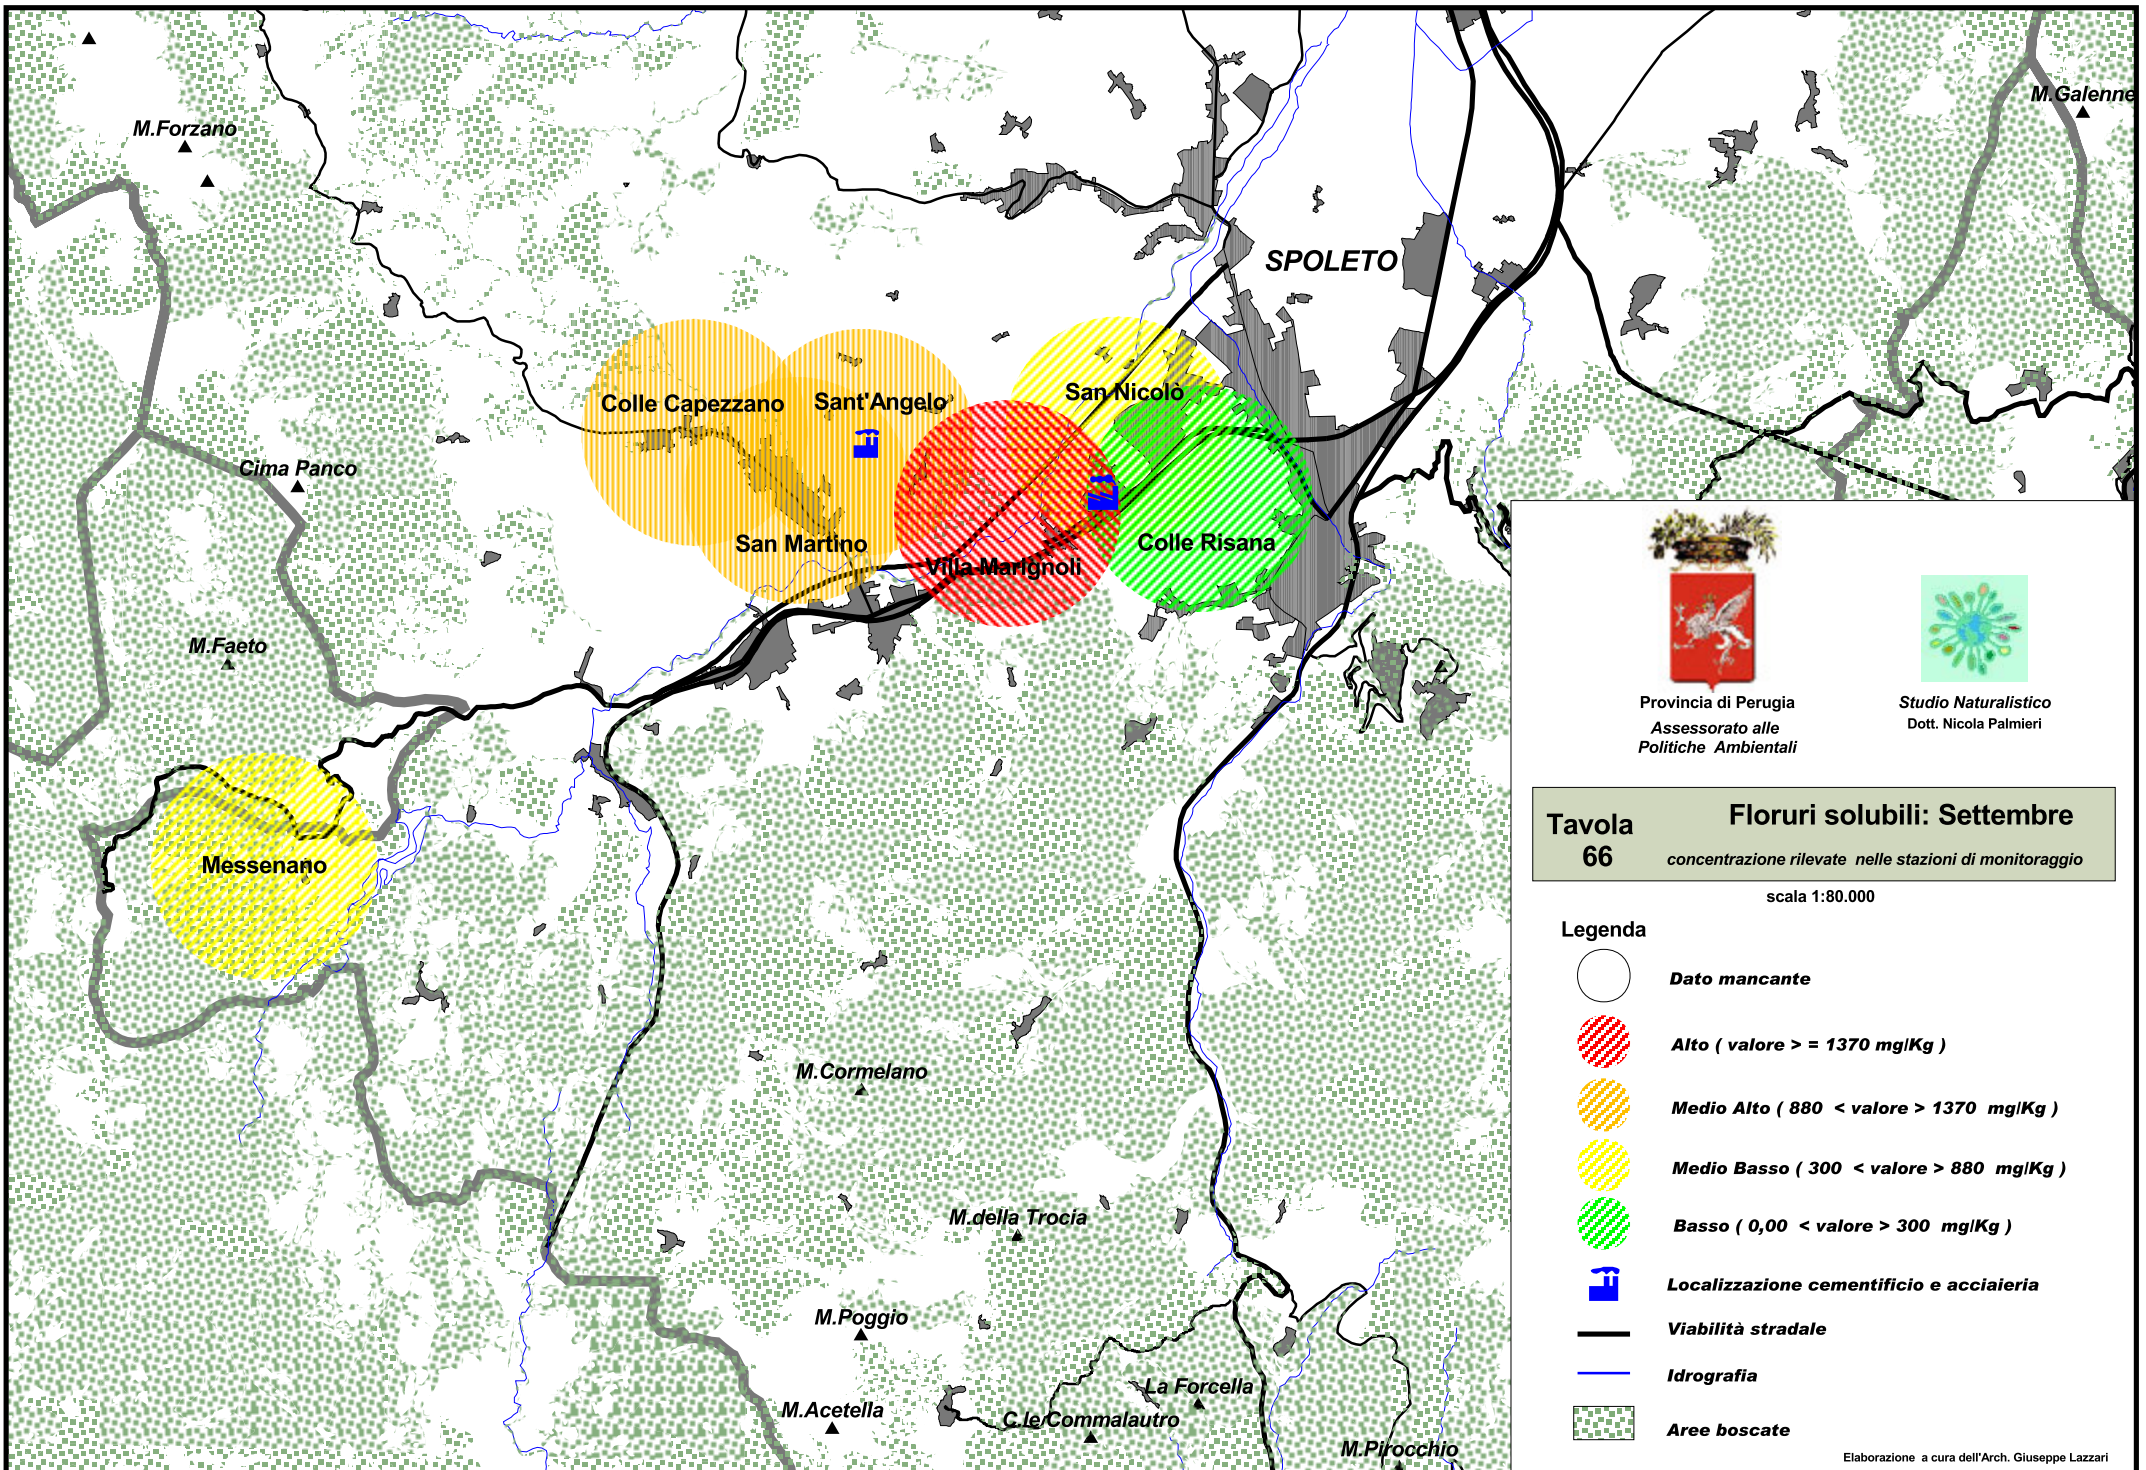 M.Galenne
M.Forzano
SPOLETO
San Nicolò
Colle Capezzano
Sant'Angelo
Cima Panco
San Martino
Colle Risana
Villa Marignoli
M.Faeto
Messenano
M.Cormelano
M.della Trocia
M.Poggio
La Forcella
M.Acetella
C.le Commalautro
M.Pirocchio
Provincia di Perugia
Assessorato alle
Politiche Ambientali
Studio Naturalistico
Dott. Nicola Palmieri
Tavola
66
Floruri solubili: Settembre
concentrazione rilevate nelle stazioni di monitoraggio
scala 1:80.000
Legenda
Dato mancante
Alto ( valore > = 1370 mg/Kg )
Medio Alto ( 880 < valore > 1370 mg/Kg )
Medio Basso ( 300 < valore > 880 mg/Kg )
Basso ( 0,00 < valore > 300 mg/Kg )
Localizzazione cementificio e acciaieria
Viabilità stradale
Idrografia
Aree boscate
Elaborazione a cura dell'Arch. Giuseppe Lazzari